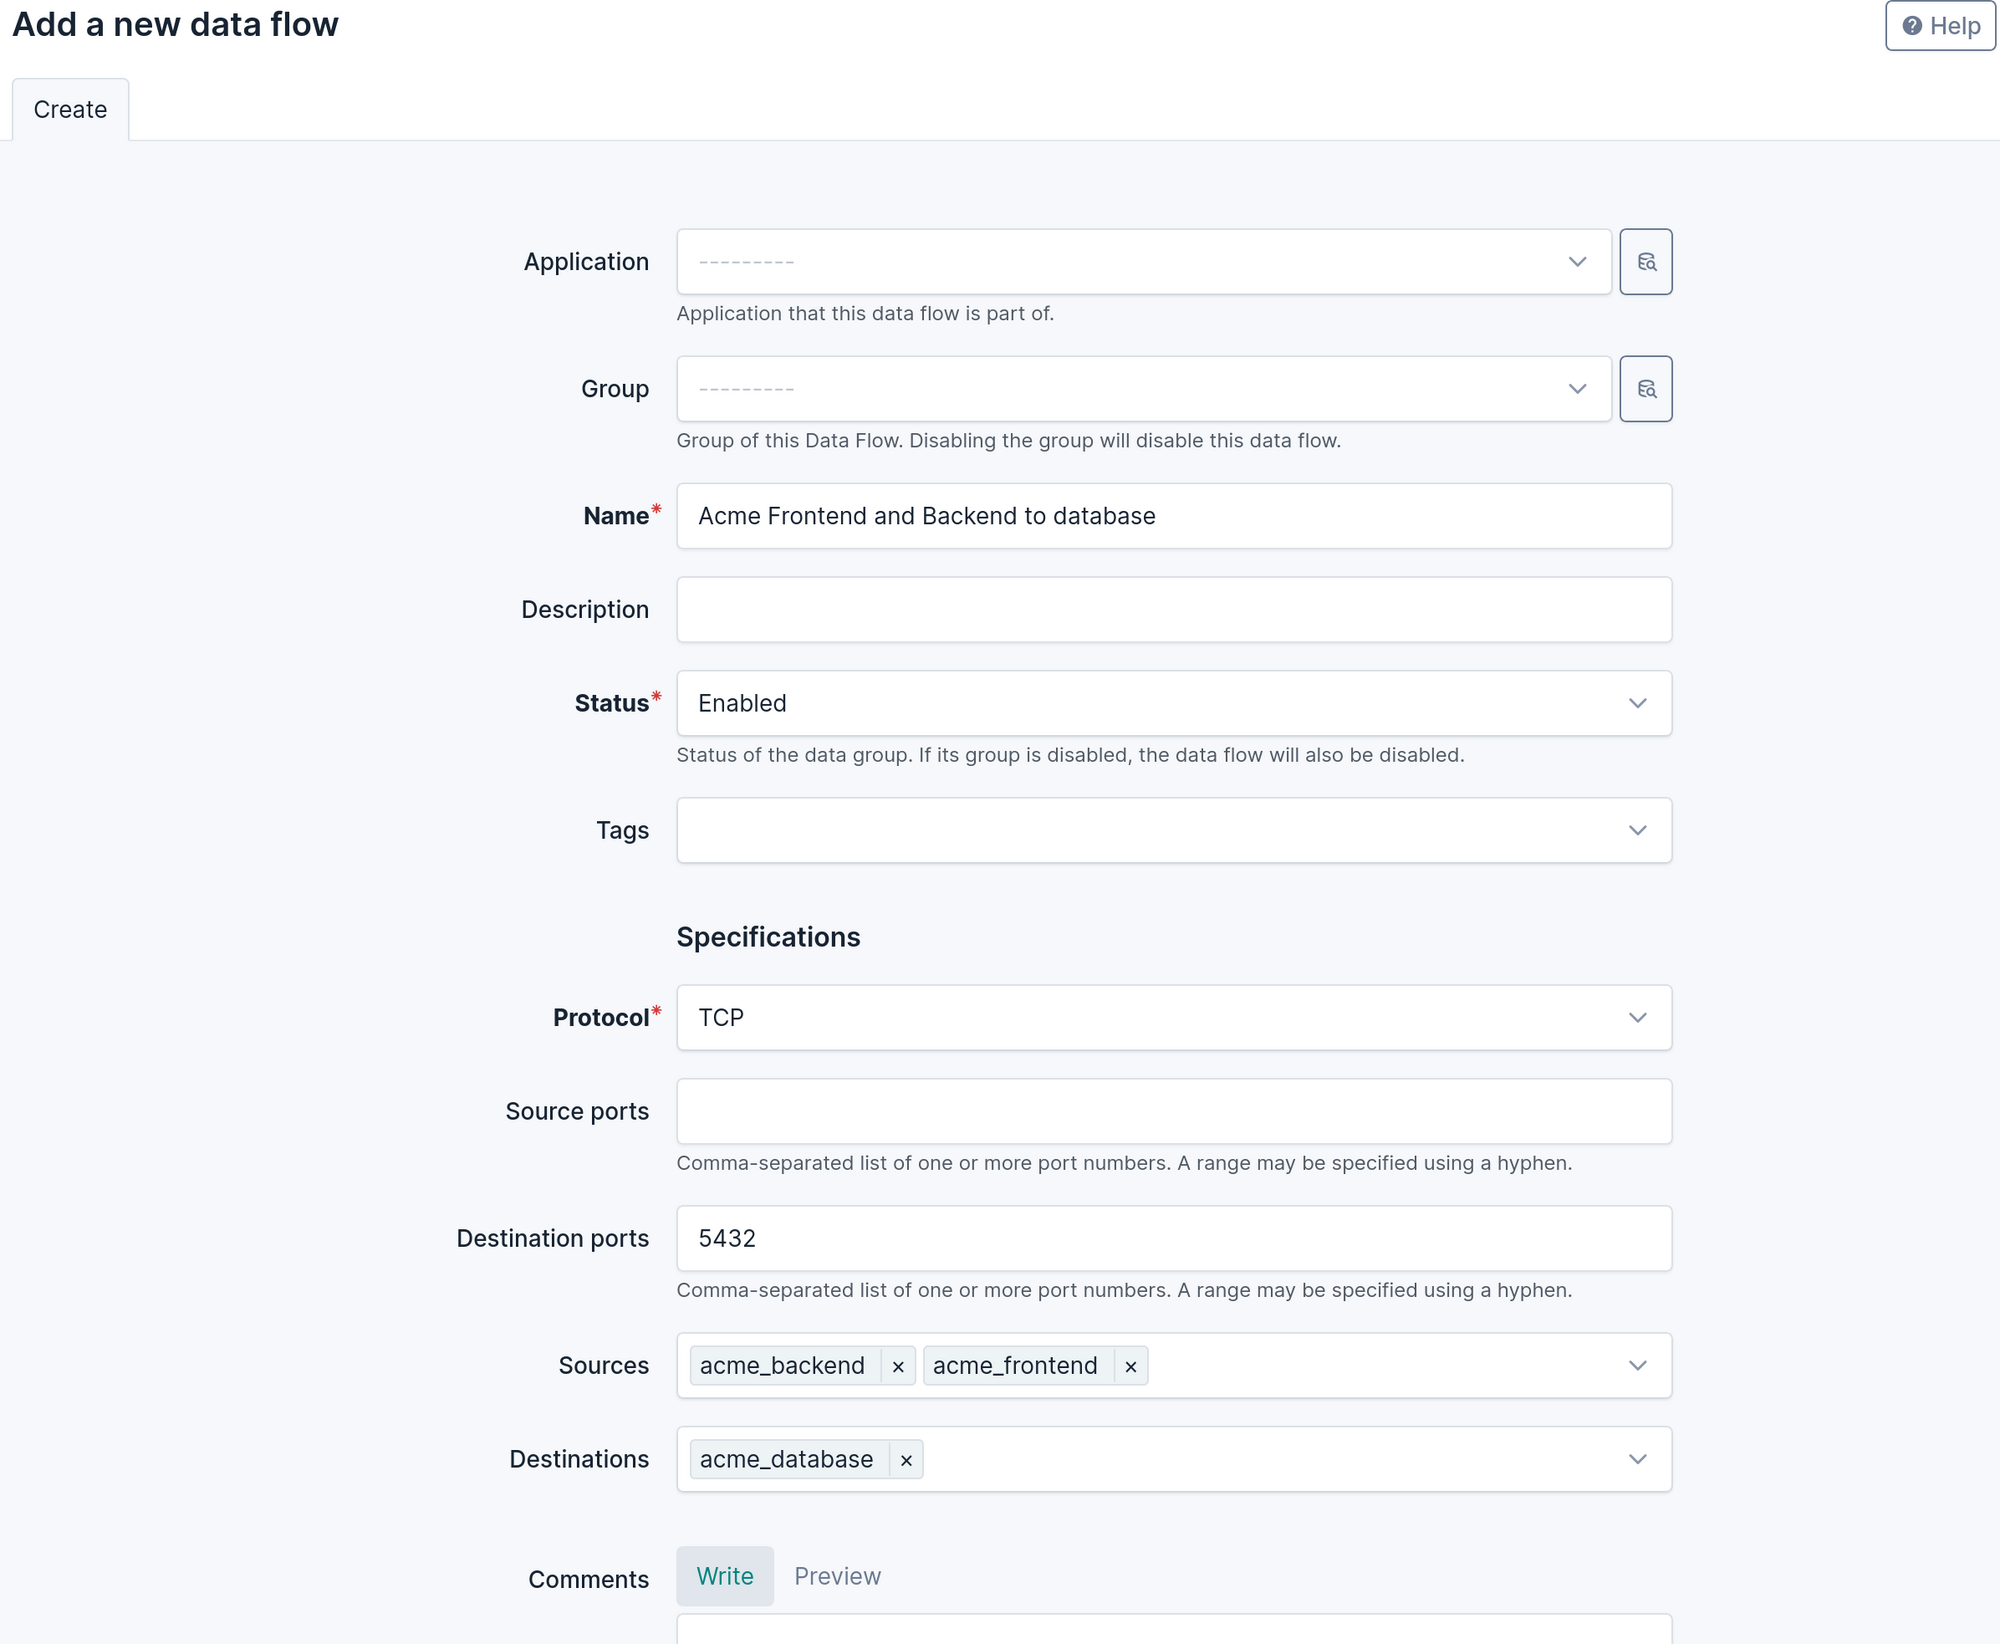 Add a new data flow
Help
Create
Application
---------
Application that this data flow is part of.
Group
---------
Group of this Data Flow. Disabling the group will disable this data flow.
Name*
Acme Frontend and Backend to database
Description
Status*
Enabled
Status of the data group. If its group is disabled, the data flow will also be disabled.
Tags
Specifications
Protocol*
TCP
Source ports
Comma-separated list of one or more port numbers. A range may be specified using a hyphen.
Destination ports
5432
Comma-separated list of one or more port numbers. A range may be specified using a hyphen.
Sources
acme_backend × acme_frontend ×
Destinations
acme_database ×
Comments
Write Preview